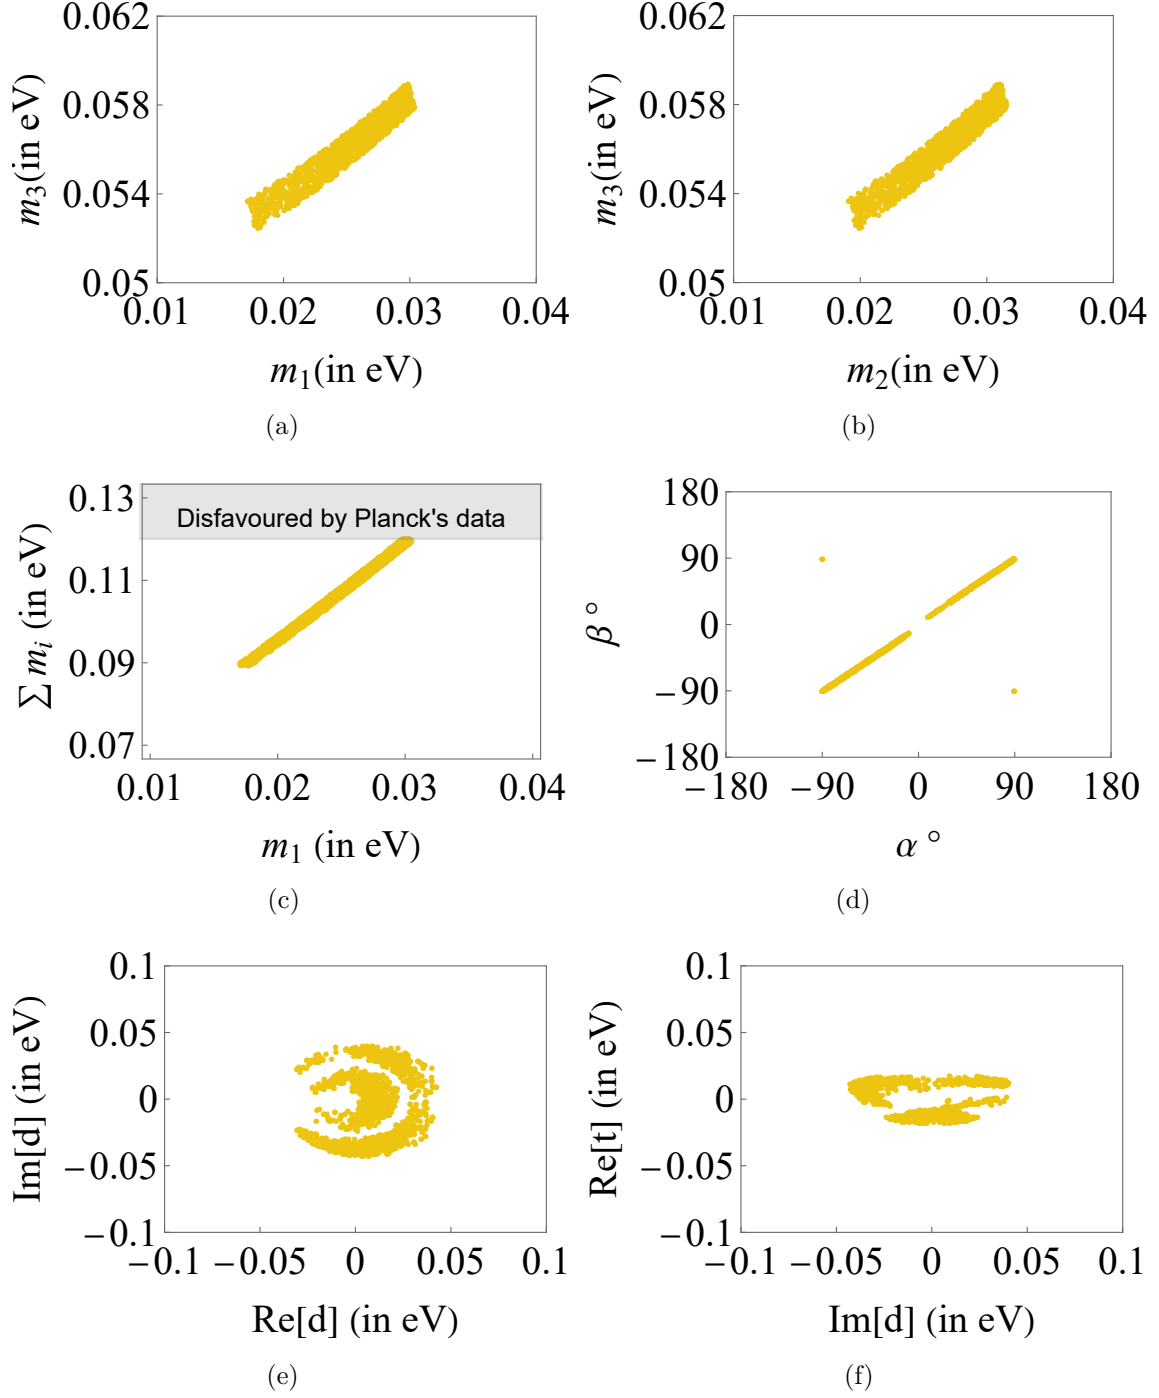 0.062
0.058
0.054
0.05
m₃(in eV)
0.01 0.02 0.03 0.04
m₁(in eV)
(a)
0.062
0.058
0.054
0.05
m₃(in eV)
0.01 0.02 0.03 0.04
m₂(in eV)
(b)
0.13
0.11
0.09
0.07
∑ mᵢ (in eV)
Disfavoured by Planck's data
0.01 0.02 0.03 0.04
m₁ (in eV)
(c)
180
90
0
−90
−180
β °
−180 −90 0 90 180
α °
(d)
0.1
0.05
0
−0.05
−0.1
Im[d] (in eV)
−0.1 −0.05 0 0.05 0.1
Re[d] (in eV)
(e)
0.1
0.05
0
−0.05
−0.1
Re[t] (in eV)
−0.1 −0.05 0 0.05 0.1
Im[d] (in eV)
(f)